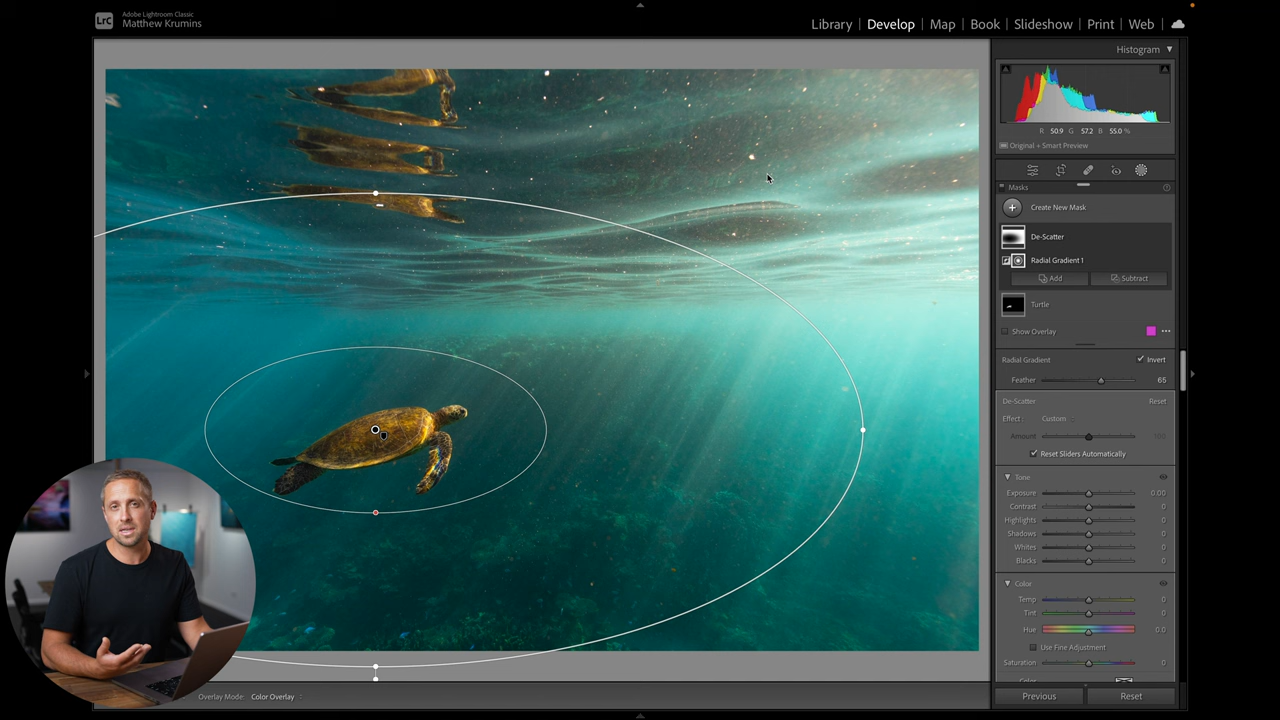 LrC
Adobe Lightroom Classic
Matthew Krumins
Library | Develop | Map | Book | Slideshow | Print | Web
Histogram
R 50.9 G 57.2 B 55.0 %
Original + Smart Preview
Masks
Create New Mask
De-Scatter
Radial Gradient 1
Add Subtract
Turtle
Show Overlay
Radial Gradient Invert
Feather 65
De-Scatter Reset
Effect: Custom
Amount 100
Reset Sliders Automatically
Tone
Exposure 0.00
Contrast 0
Highlights 0
Shadows 0
Whites 0
Blacks 0
Color
Temp 0
Tint 0
Hue 0.0
Use Fine Adjustment
Saturation 0
Color
Overlay Mode: Color Overlay
Previous Reset